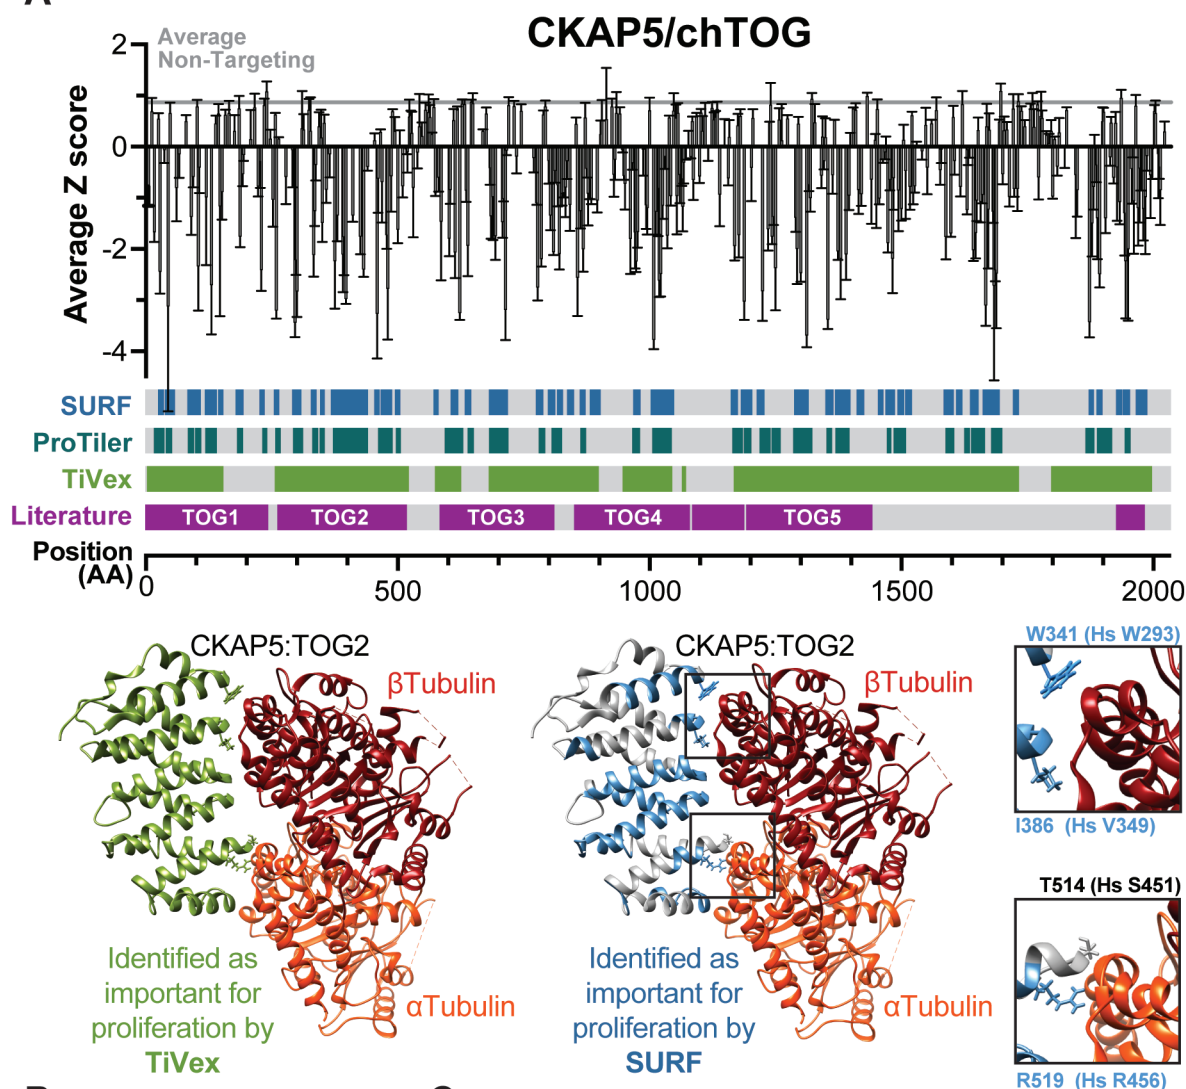 CKAP5/chTOG
Average
Non-Targeting
Average Z score
2
0
-2
-4
SURF
ProTiler
TiVex
Literature
TOG1
TOG2
TOG3
TOG4
TOG5
Position
(AA)
0
500
1000
1500
2000
CKAP5:TOG2
βTubulin
αTubulin
Identified as
important for
proliferation by
TiVex
CKAP5:TOG2
βTubulin
αTubulin
Identified as
important for
proliferation by
SURF
W341 (Hs W293)
I386 (Hs V349)
T514 (Hs S451)
R519 (Hs R456)